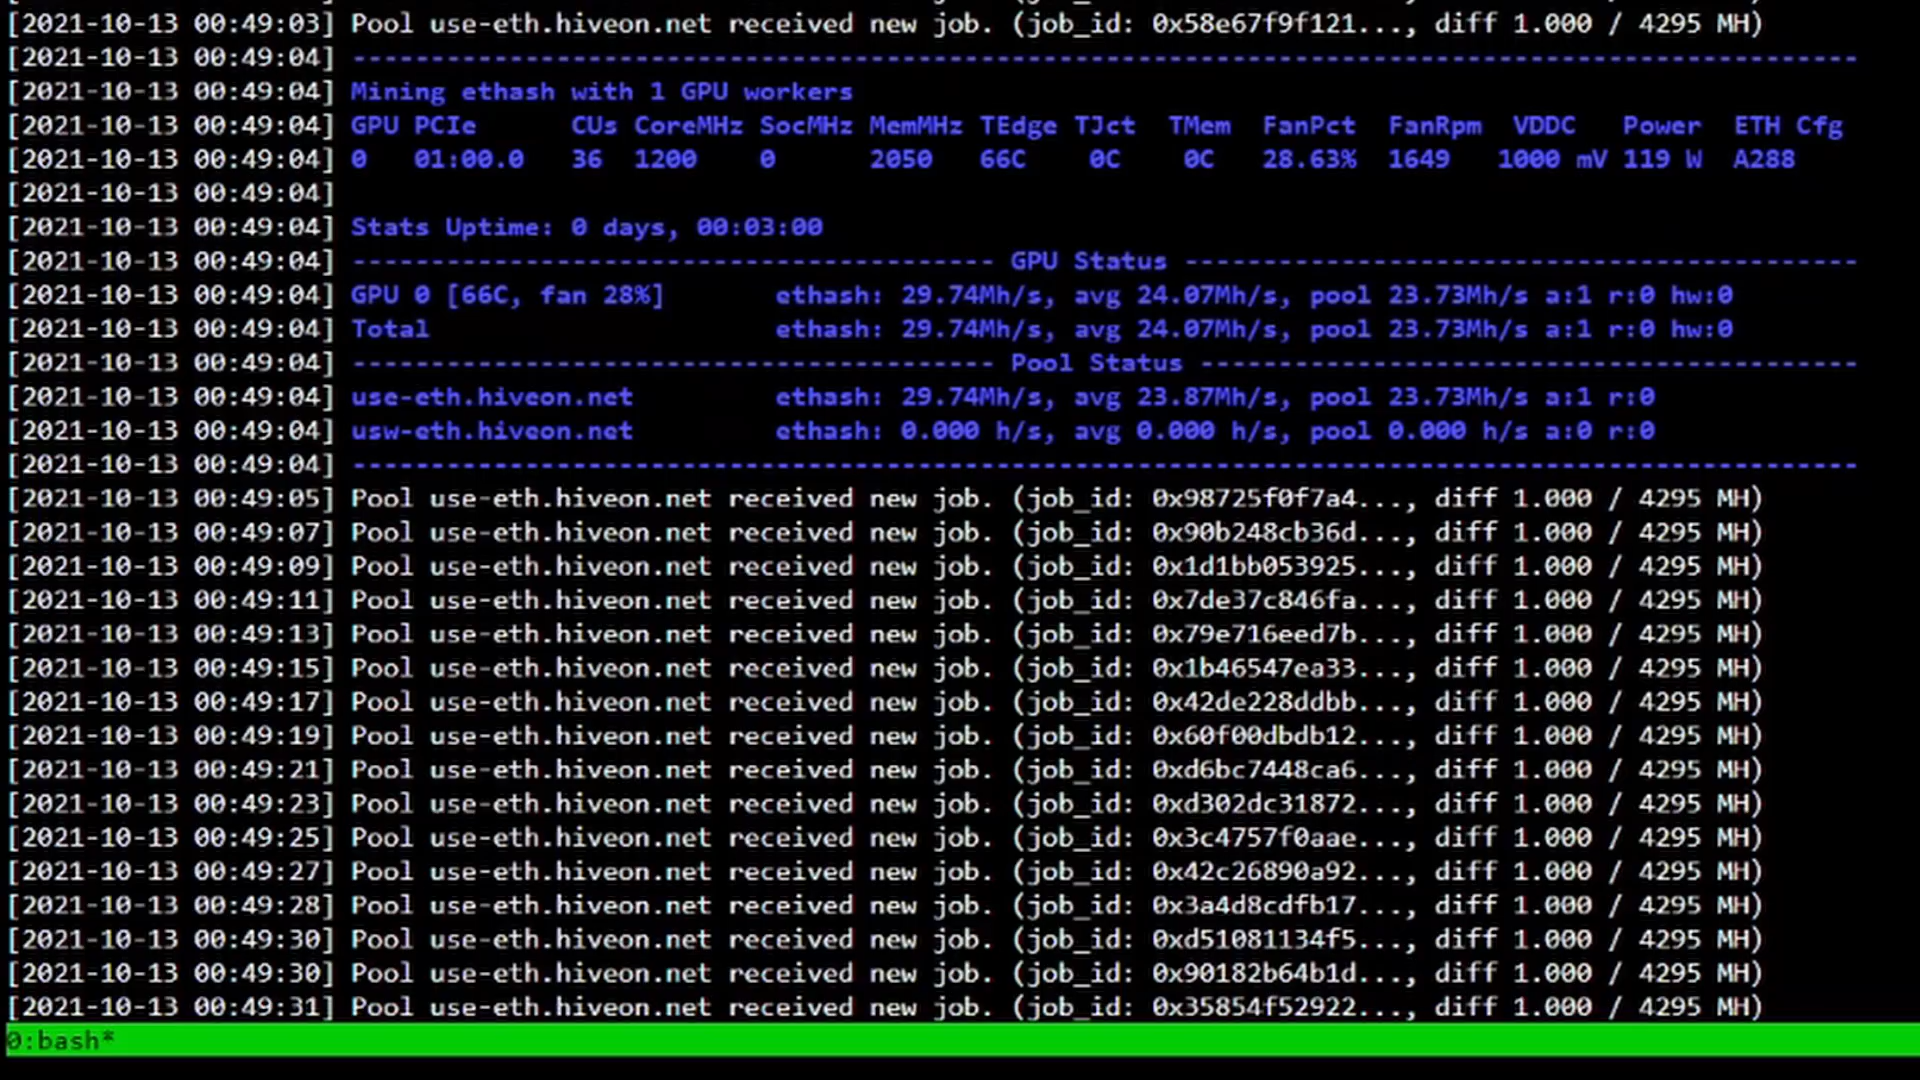 [2021-10-13 00:49:03] Pool use-eth.hiveon.net received new job. (job_id: 0x58e67f9f121..., diff 1.000 / 4295 MH)
[2021-10-13 00:49:04] -----------------------------------------------------------------------------------------------
[2021-10-13 00:49:04] Mining ethash with 1 GPU workers
[2021-10-13 00:49:04] GPU PCIe CUs CoreMHz SocMHz MemMHz TEdge TJct TMem FanPct FanRpm VDDC Power ETH Cfg
[2021-10-13 00:49:04] 0 01:00.0 36 1200 0 2050 66C 0C 0C 28.63% 1649 1000 mV 119 W A288
[2021-10-13 00:49:04]
[2021-10-13 00:49:04] Stats Uptime: 0 days, 00:03:00
[2021-10-13 00:49:04] ----------------------------------------- GPU Status -------------------------------------------
[2021-10-13 00:49:04] GPU 0 [66C, fan 28%] ethash: 29.74Mh/s, avg 24.07Mh/s, pool 23.73Mh/s a:1 r:0 hw:0
[2021-10-13 00:49:04] Total ethash: 29.74Mh/s, avg 24.07Mh/s, pool 23.73Mh/s a:1 r:0 hw:0
[2021-10-13 00:49:04] ----------------------------------------- Pool Status ------------------------------------------
[2021-10-13 00:49:04] use-eth.hiveon.net ethash: 29.74Mh/s, avg 23.87Mh/s, pool 23.73Mh/s a:1 r:0
[2021-10-13 00:49:04] usw-eth.hiveon.net ethash: 0.000 h/s, avg 0.000 h/s, pool 0.000 h/s a:0 r:0
[2021-10-13 00:49:04] -----------------------------------------------------------------------------------------------
[2021-10-13 00:49:05] Pool use-eth.hiveon.net received new job. (job_id: 0x98725f0f7a4..., diff 1.000 / 4295 MH)
[2021-10-13 00:49:07] Pool use-eth.hiveon.net received new job. (job_id: 0x90b248cb36d..., diff 1.000 / 4295 MH)
[2021-10-13 00:49:09] Pool use-eth.hiveon.net received new job. (job_id: 0x1d1bb053925..., diff 1.000 / 4295 MH)
[2021-10-13 00:49:11] Pool use-eth.hiveon.net received new job. (job_id: 0x7de37c846fa..., diff 1.000 / 4295 MH)
[2021-10-13 00:49:13] Pool use-eth.hiveon.net received new job. (job_id: 0x79e716eed7b..., diff 1.000 / 4295 MH)
[2021-10-13 00:49:15] Pool use-eth.hiveon.net received new job. (job_id: 0x1b46547ea33..., diff 1.000 / 4295 MH)
[2021-10-13 00:49:17] Pool use-eth.hiveon.net received new job. (job_id: 0x42de228ddbb..., diff 1.000 / 4295 MH)
[2021-10-13 00:49:19] Pool use-eth.hiveon.net received new job. (job_id: 0x60f00dbdb12..., diff 1.000 / 4295 MH)
[2021-10-13 00:49:21] Pool use-eth.hiveon.net received new job. (job_id: 0xd6bc7448ca6..., diff 1.000 / 4295 MH)
[2021-10-13 00:49:23] Pool use-eth.hiveon.net received new job. (job_id: 0xd302dc31872..., diff 1.000 / 4295 MH)
[2021-10-13 00:49:25] Pool use-eth.hiveon.net received new job. (job_id: 0x3c4757f0aae..., diff 1.000 / 4295 MH)
[2021-10-13 00:49:27] Pool use-eth.hiveon.net received new job. (job_id: 0x42c26890a92..., diff 1.000 / 4295 MH)
[2021-10-13 00:49:28] Pool use-eth.hiveon.net received new job. (job_id: 0x3a4d8cdfb17..., diff 1.000 / 4295 MH)
[2021-10-13 00:49:30] Pool use-eth.hiveon.net received new job. (job_id: 0xd51081134f5..., diff 1.000 / 4295 MH)
[2021-10-13 00:49:30] Pool use-eth.hiveon.net received new job. (job_id: 0x90182b64b1d..., diff 1.000 / 4295 MH)
[2021-10-13 00:49:31] Pool use-eth.hiveon.net received new job. (job_id: 0x35854f52922..., diff 1.000 / 4295 MH)
0:bash*